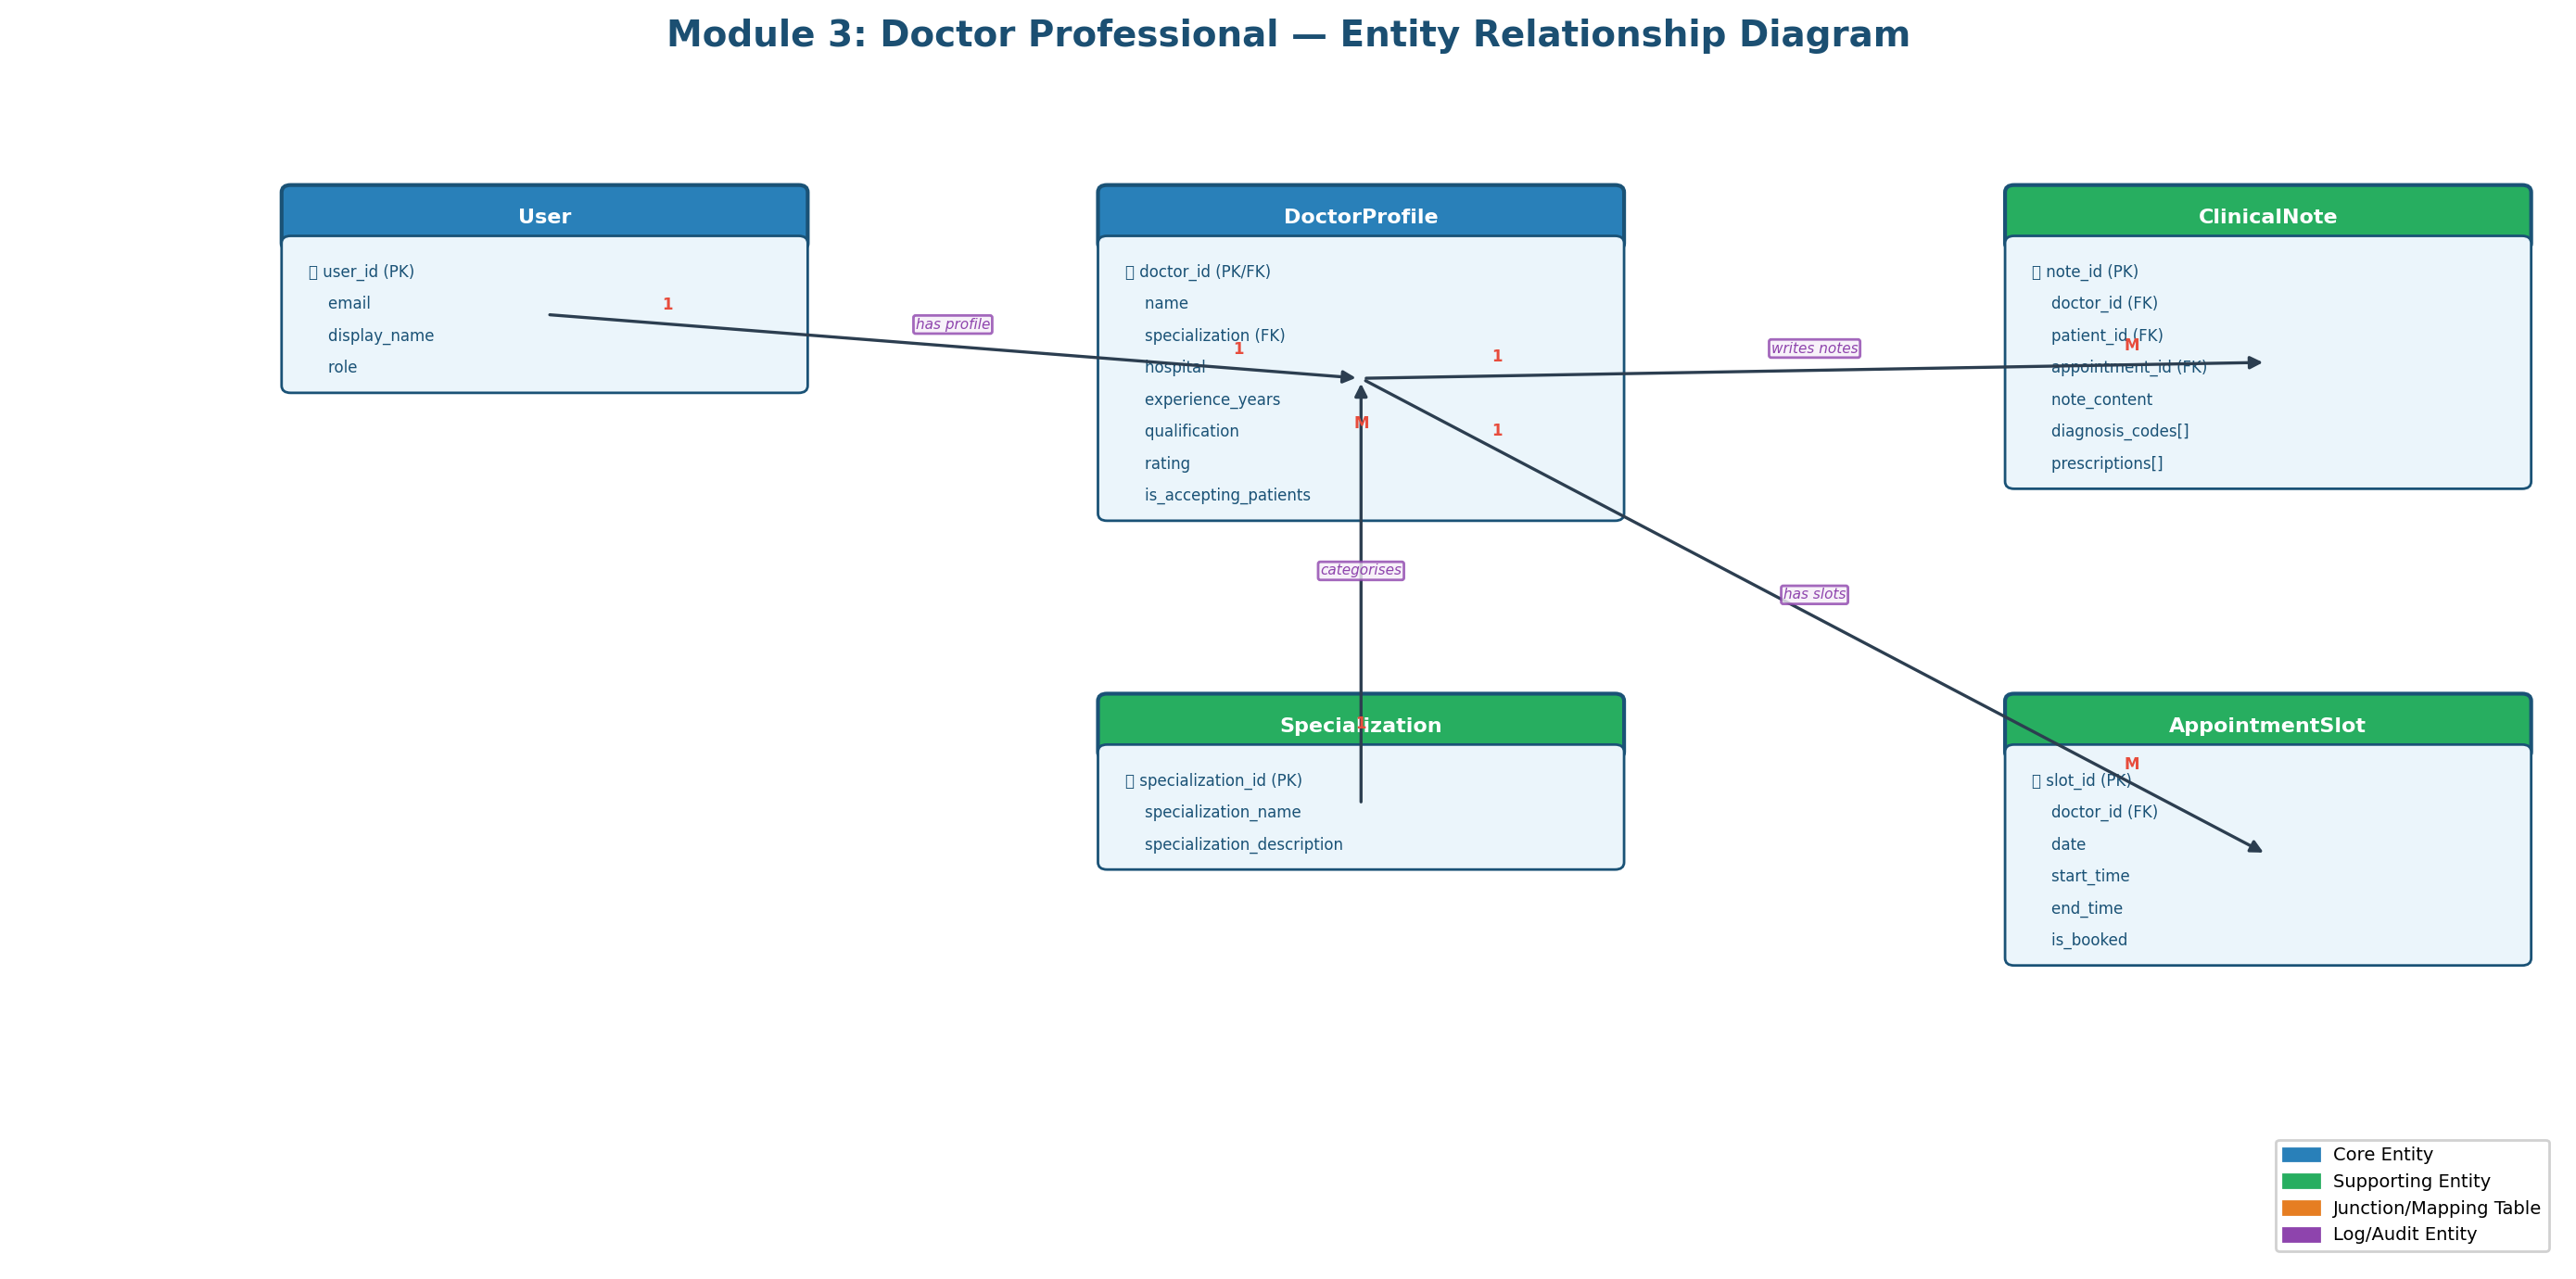 Module 3: Doctor Professional — Entity Relationship Diagram
User
user_id (PK)
email
display_name
role
1
has profile
1
DoctorProfile
doctor_id (PK/FK)
name
specialization (FK)
hospital
experience_years
qualification
rating
is_accepting_patients
1
writes notes
M
ClinicalNote
note_id (PK)
doctor_id (FK)
patient_id (FK)
appointment_id (FK)
note_content
diagnosis_codes[]
prescriptions[]
M
categorises
1
Specialization
specialization_id (PK)
specialization_name
specialization_description
1
has slots
M
AppointmentSlot
slot_id (PK)
doctor_id (FK)
date
start_time
end_time
is_booked
Core Entity
Supporting Entity
Junction/Mapping Table
Log/Audit Entity